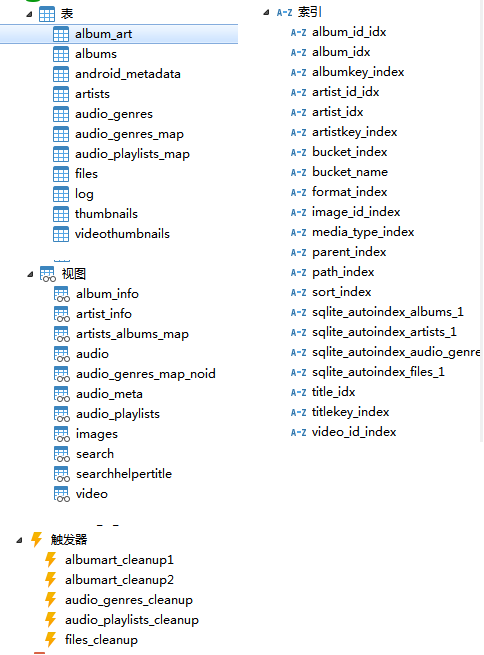 表
album_art
albums
android_metadata
artists
audio_genres
audio_genres_map
audio_playlists_map
files
log
thumbnails
videothumbnails
视图
album_info
artist_info
artists_albums_map
audio
audio_genres_map_noid
audio_meta
audio_playlists
images
search
searchhelpertitle
video
触发器
albumart_cleanup1
albumart_cleanup2
audio_genres_cleanup
audio_playlists_cleanup
files_cleanup
A-Z 索引
A-Z album_id_idx
A-Z album_idx
A-Z albumkey_index
A-Z artist_id_idx
A-Z artist_idx
A-Z artistkey_index
A-Z bucket_index
A-Z bucket_name
A-Z format_index
A-Z image_id_index
A-Z media_type_index
A-Z parent_index
A-Z path_index
A-Z sort_index
A-Z sqlite_autoindex_albums_1
A-Z sqlite_autoindex_artists_1
A-Z sqlite_autoindex_audio_genre
A-Z sqlite_autoindex_files_1
A-Z title_idx
A-Z titlekey_index
A-Z video_id_index